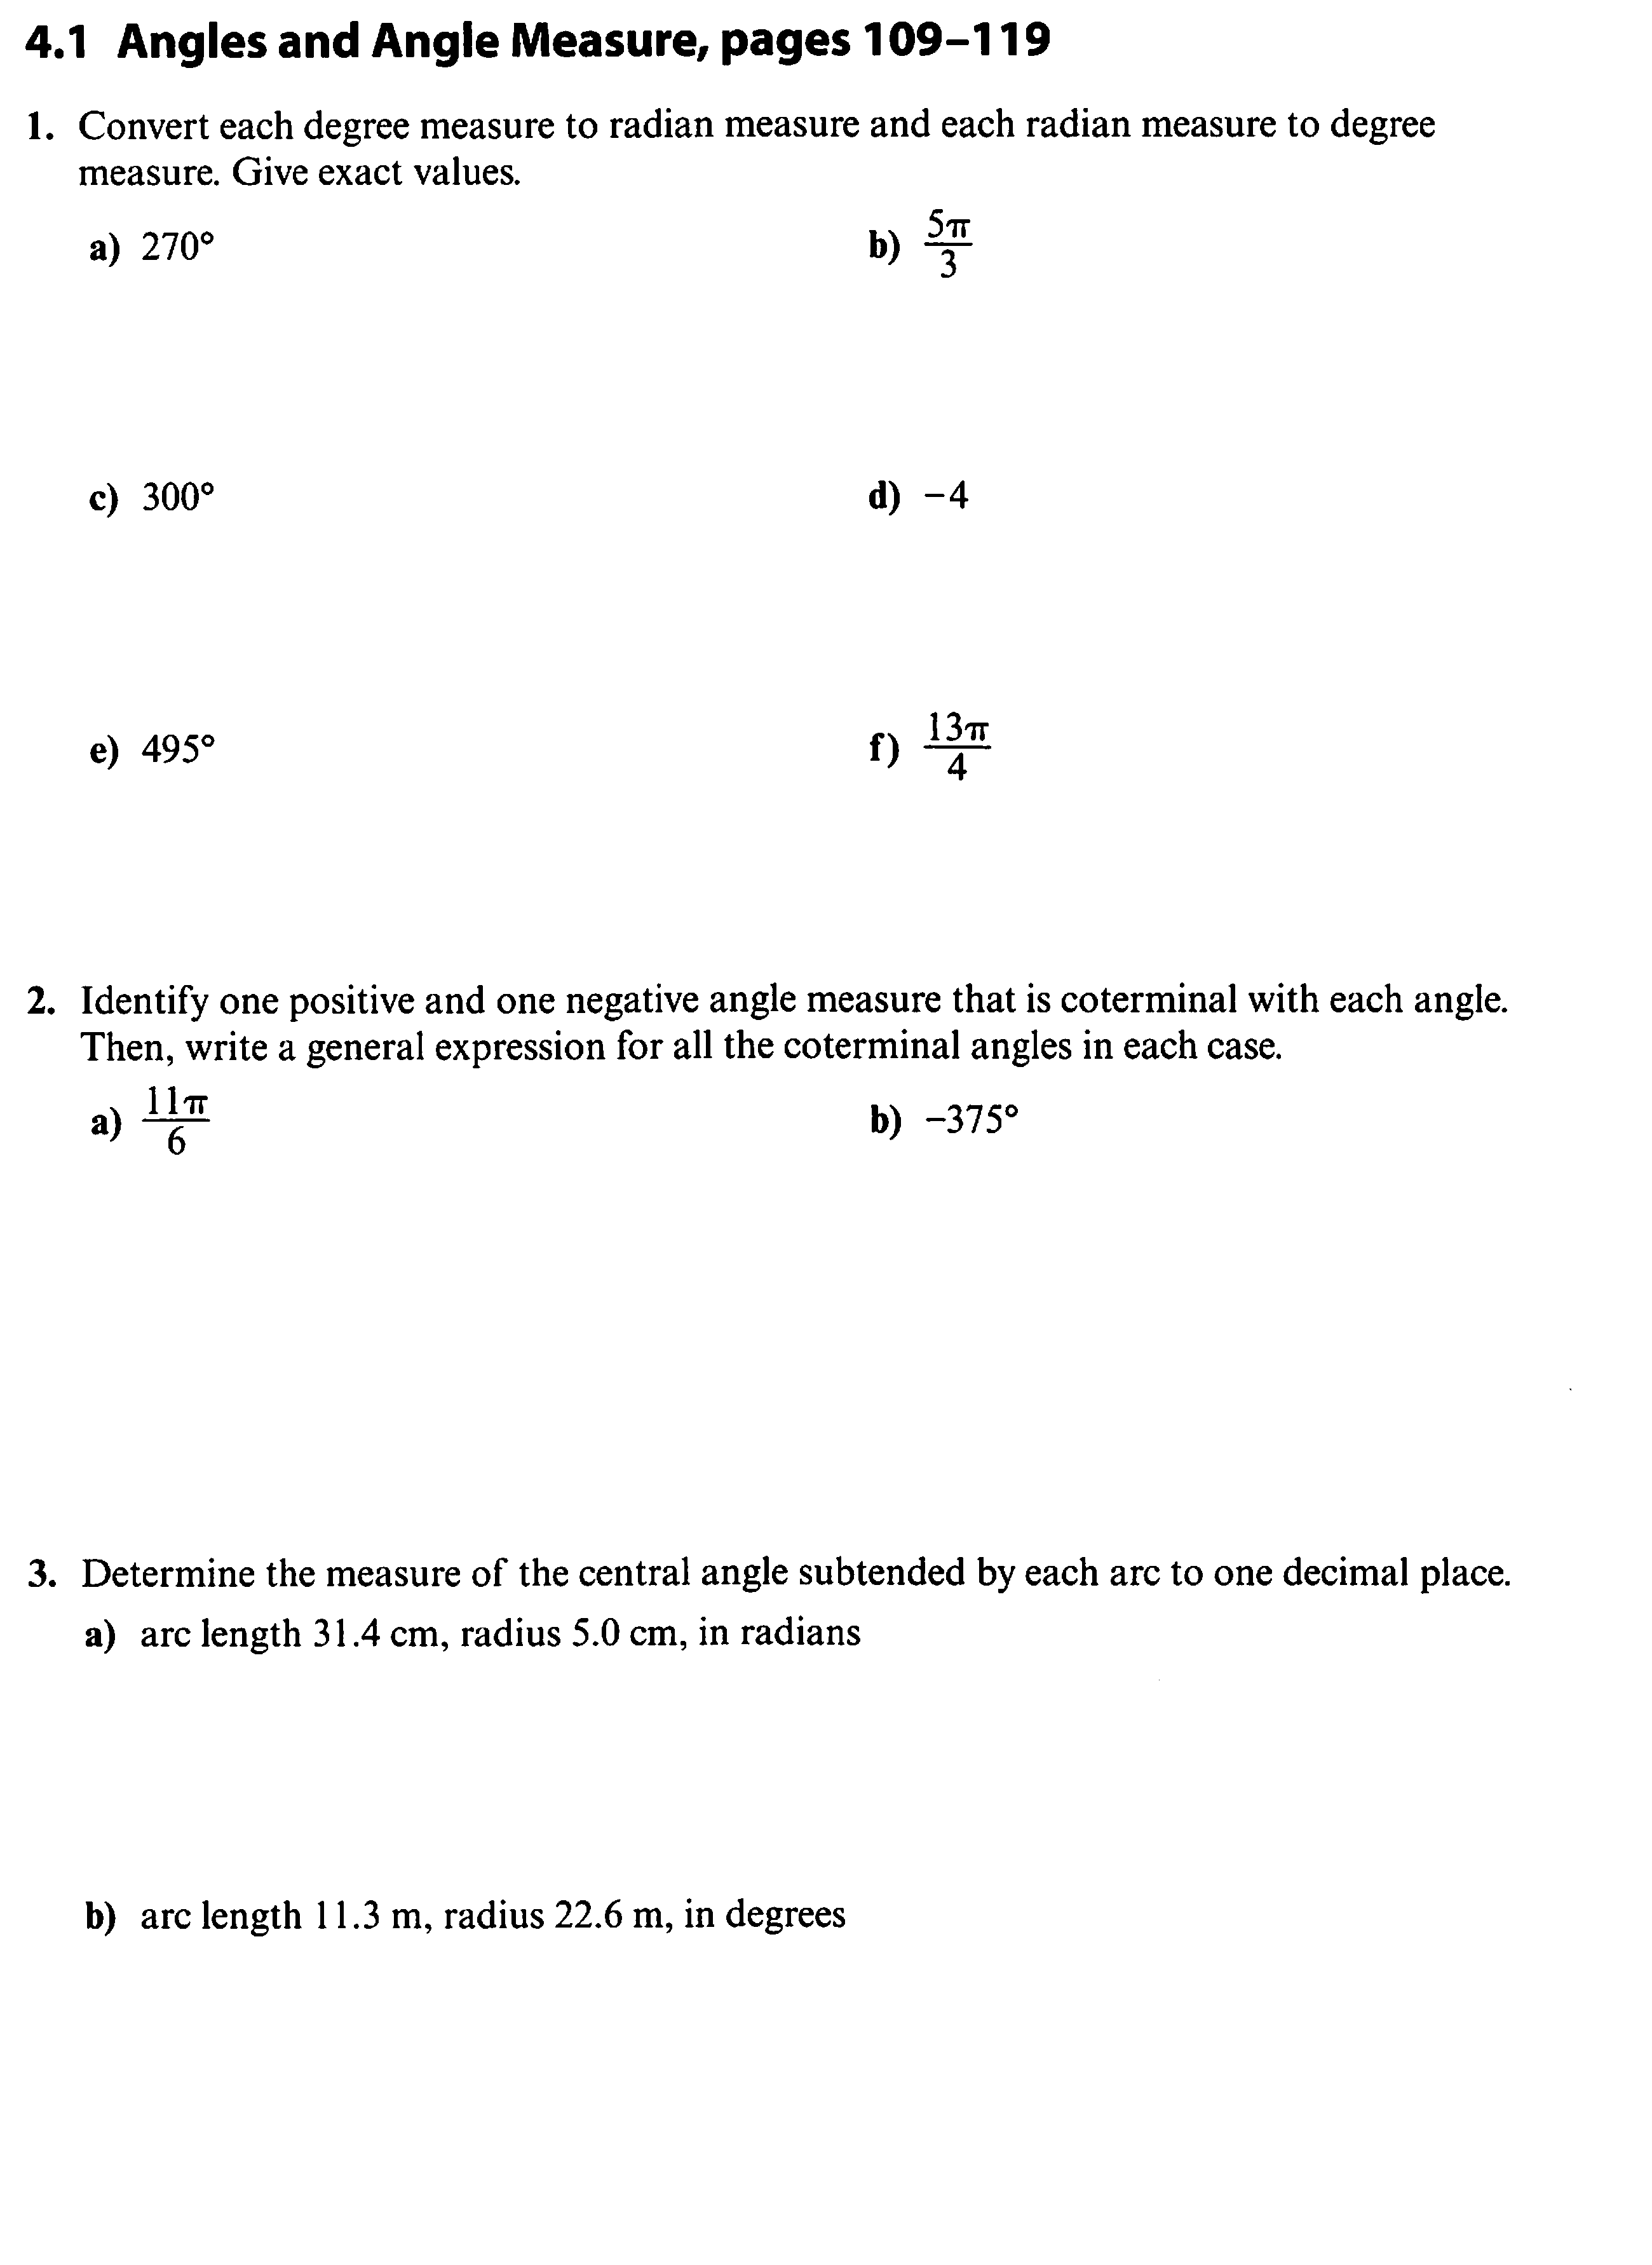 4.1 Angles and Angle Measure, pages 109–119
1. Convert each degree measure to radian measure and each radian measure to degree
measure. Give exact values.
a) 270° b) 5π/3
c) 300° d) −4
e) 495° f) 13π/4
2. Identify one positive and one negative angle measure that is coterminal with each angle.
Then, write a general expression for all the coterminal angles in each case.
a) 11π/6 b) −375°
3. Determine the measure of the central angle subtended by each arc to one decimal place.
a) arc length 31.4 cm, radius 5.0 cm, in radians
b) arc length 11.3 m, radius 22.6 m, in degrees